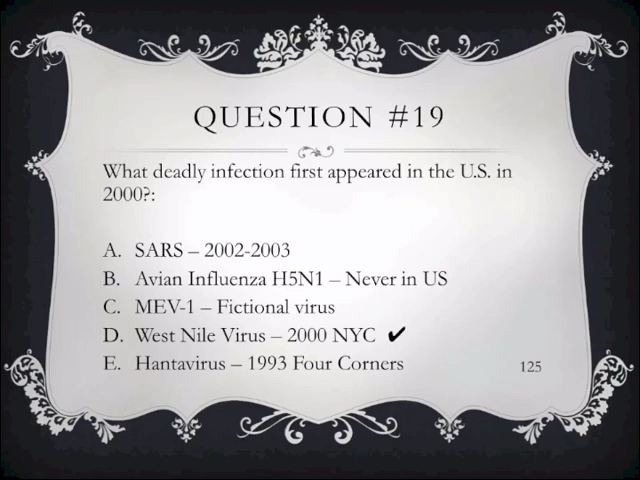 QUESTION #19
What deadly infection first appeared in the U.S. in
2000?:
A. SARS – 2002-2003
B. Avian Influenza H5N1 – Never in US
C. MEV-1 – Fictional virus
D. West Nile Virus – 2000 NYC ✔
E. Hantavirus – 1993 Four Corners
125